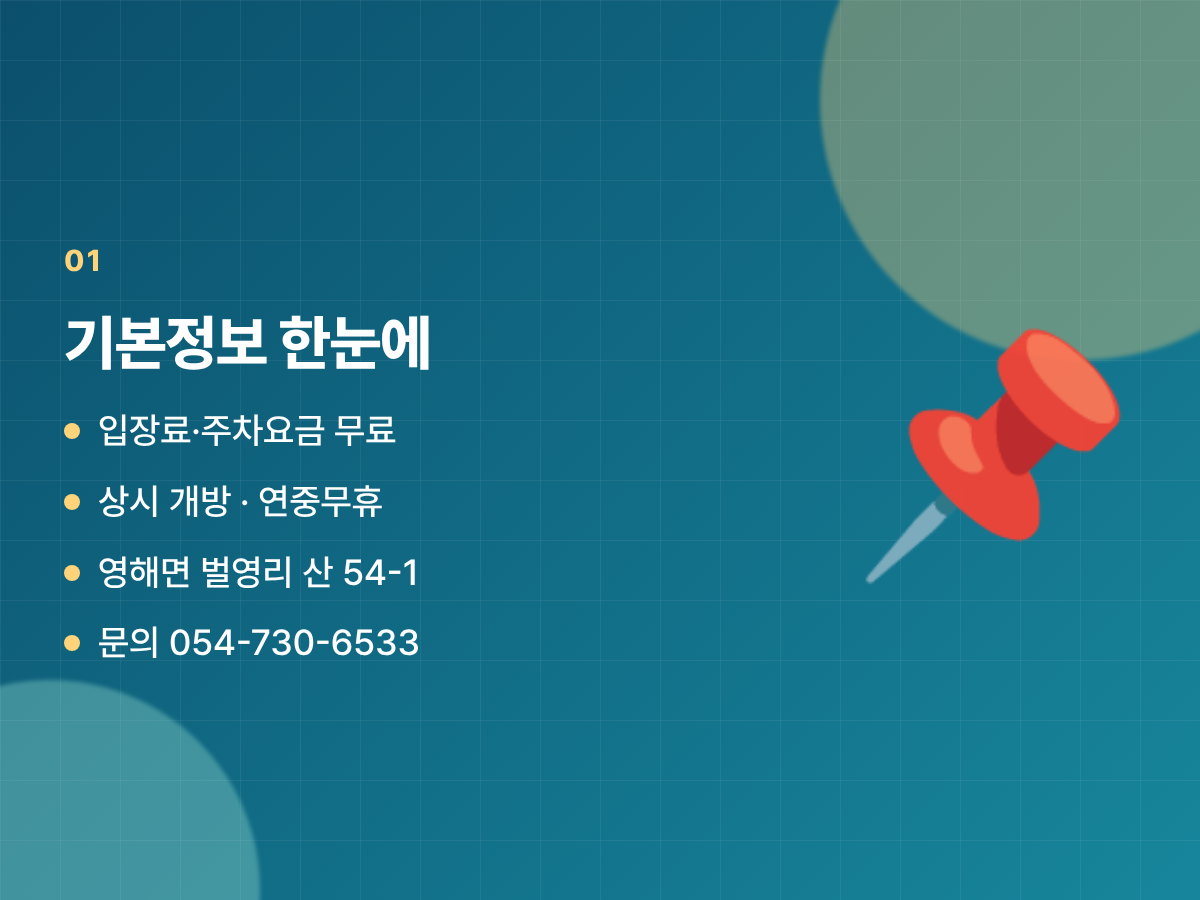 01
기본정보 한눈에
입장료·주차요금 무료
상시 개방 · 연중무휴
영해면 벌영리 산 54-1
문의 054-730-6533